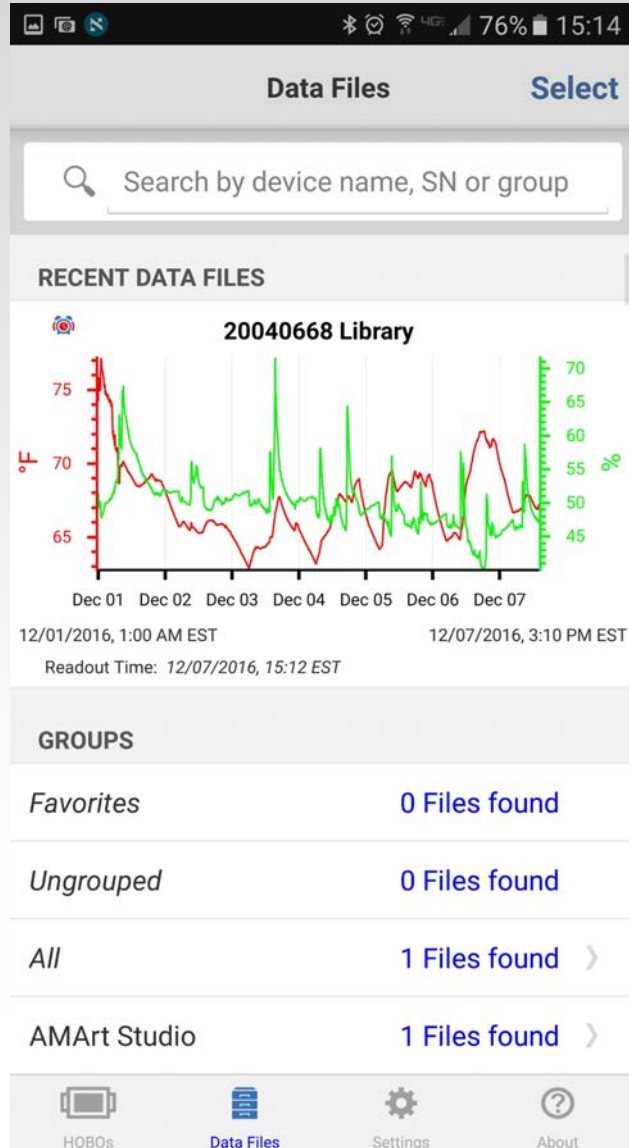 4G 76% 15:14
Data Files Select
Search by device name, SN or group
RECENT DATA FILES
20040668 Library
75
70
65
°F
70
65
60
55
50
45
%
Dec 01 Dec 02 Dec 03 Dec 04 Dec 05 Dec 06 Dec 07
12/01/2016, 1:00 AM EST 12/07/2016, 3:10 PM EST
Readout Time: 12/07/2016, 15:12 EST
GROUPS
Favorites 0 Files found
Ungrouped 0 Files found
All 1 Files found
AMArt Studio 1 Files found
HOBOs Data Files Settings About